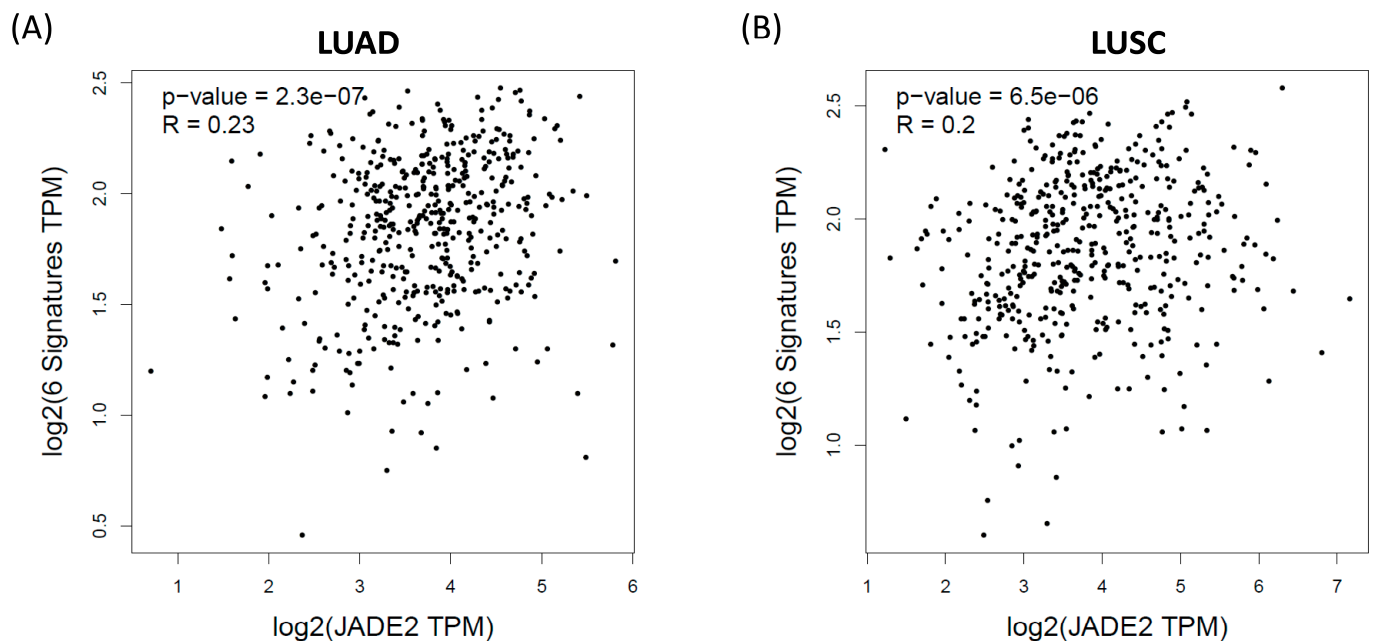 (A)
LUAD
p−value = 2.3e−07
R = 0.23
log2(6 Signatures TPM)
2.5
2.0
1.5
1.0
0.5
1 2 3 4 5 6
log2(JADE2 TPM)
(B)
LUSC
p−value = 6.5e−06
R = 0.2
log2(6 Signatures TPM)
2.5
2.0
1.5
1.0
1 2 3 4 5 6 7
log2(JADE2 TPM)